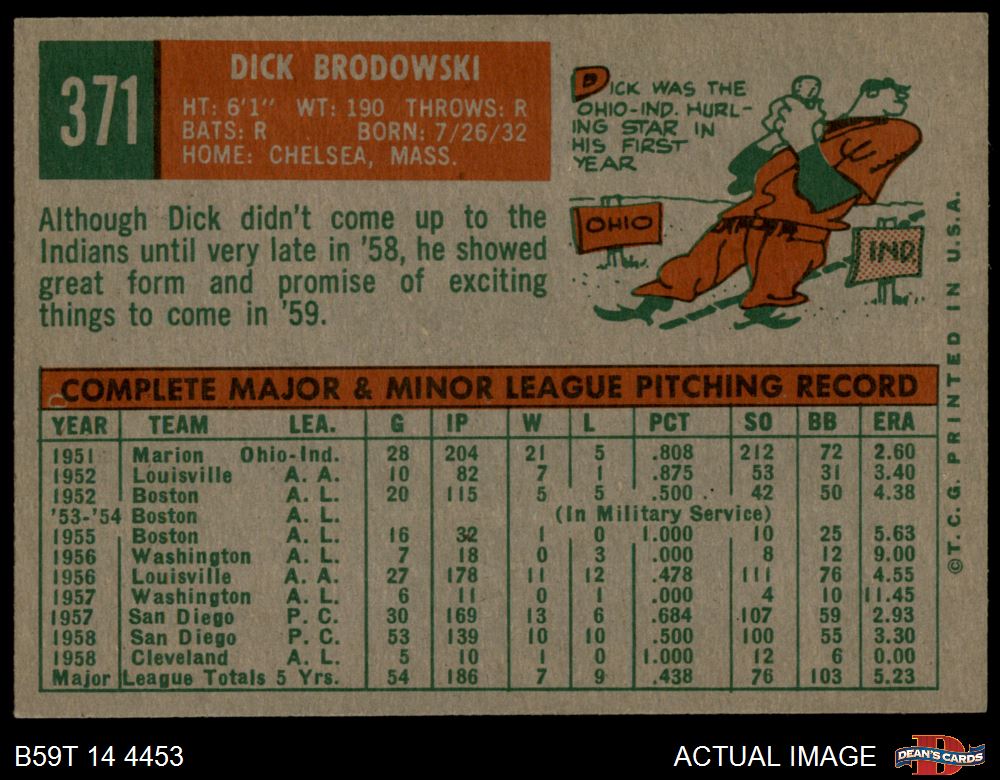 371
DICK BRODOWSKI
HT: 6'1" WT: 190 THROWS: R
BATS: R BORN: 7/26/32
HOME: CHELSEA, MASS.
Although Dick didn't come up to the
Indians until very late in '58, he showed
great form and promise of exciting
things to come in '59.
DICK WAS THE
OHIO-IND. HURL-
ING STAR IN
HIS FIRST
YEAR
OHIO
IND.
COMPLETE MAJOR & MINOR LEAGUE PITCHING RECORD
YEAR TEAM LEA. G IP W L PCT SO BB ERA
1951 Marion Ohio-Ind. 28 204 21 5 .808 212 72 2.60
1952 Louisville A. A. 10 82 7 1 .875 53 31 3.40
1952 Boston A. L. 20 115 5 5 .500 42 50 4.38
'53-'54 Boston A. L. (In Military Service)
1955 Boston A. L. 16 32 1 0 1.000 10 25 5.63
1956 Washington A. L. 7 18 0 3 .000 8 12 9.00
1956 Louisville A. A. 27 178 11 12 .478 111 76 4.55
1957 Washington A. L. 6 11 0 1 .000 4 10 11.45
1957 San Diego P. C. 30 169 13 6 .684 107 59 2.93
1958 San Diego P. C. 53 139 10 10 .500 100 55 3.30
1958 Cleveland A. L. 5 10 1 0 1.000 12 6 0.00
Major League Totals 5 Yrs. 54 186 7 9 .438 76 103 5.23
©T.C.G. PRINTED IN U.S.A.
B59T 14 4453
ACTUAL IMAGE
DEAN'S CARDS